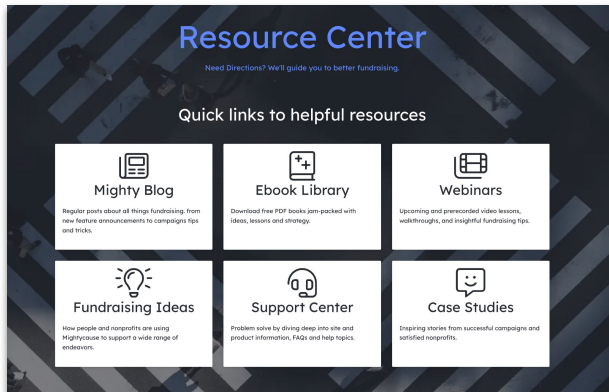 Resource Center
Need Directions? We'll guide you to better fundraising.
Quick links to helpful resources
Mighty Blog
Regular posts about all things fundraising, from
new feature announcements to campaigns tips
and tricks.
Ebook Library
Download free PDF books jam-packed with
ideas, lessons and strategy.
Webinars
Upcoming and prerecorded video lessons,
walkthroughs, and insightful fundraising tips.
Fundraising Ideas
How people and nonprofits are using
Mightycause to support a wide range of
endeavors.
Support Center
Problem solve by diving deep into site and
product information, FAQs and help topics.
Case Studies
Inspiring stories from successful campaigns and
satisfied nonprofits.